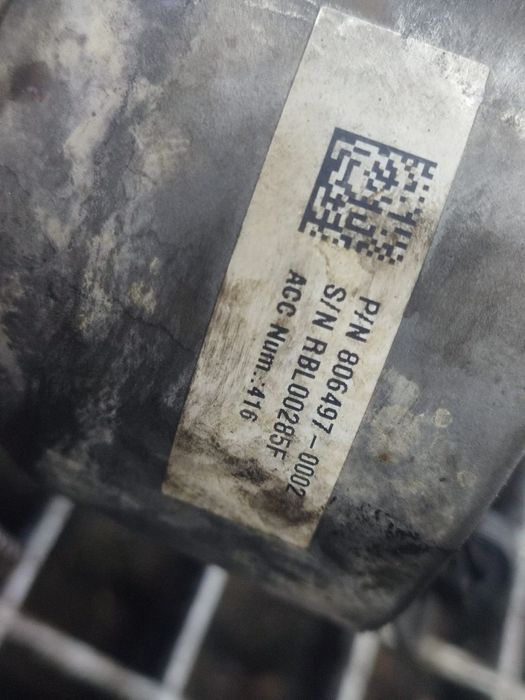 P/N 806497-0002
S/N RBL00285F
ACC Num.:416